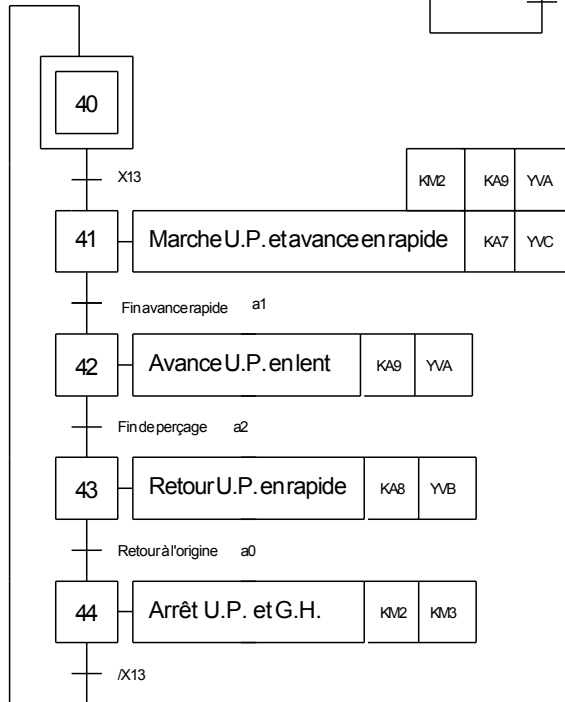 40
X13
KM2 KA9 YVA
41 Marche U.P. et avance en rapide KA7 YVC
Fin avance rapide a1
42 Avance U.P. en lent KA9 YVA
Fin de perçage a2
43 Retour U.P. en rapide KA8 YVB
Retour à l'origine a0
44 Arrêt U.P. et G.H. KM2 KM3
/X13